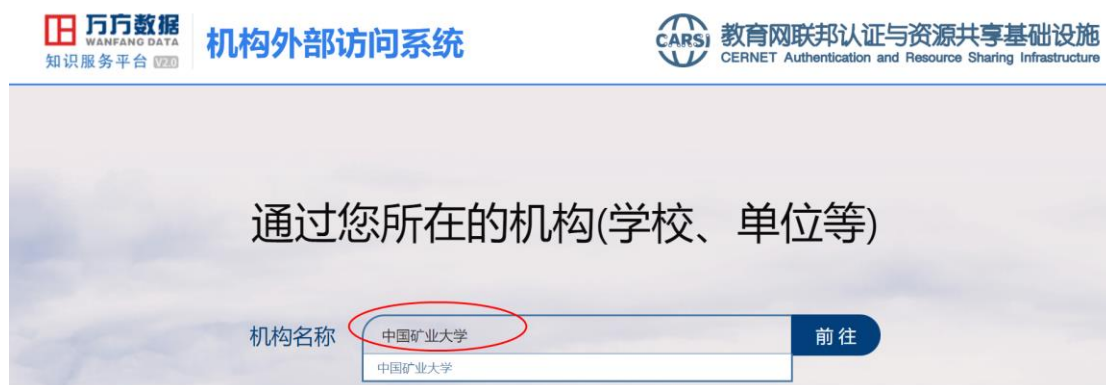 万方数据
WANFANG DATA
知识服务平台 V2.0
机构外部访问系统
CARSI
教育网联邦认证与资源共享基础设施
CERNET Authentication and Resource Sharing Infrastructure
通过您所在的机构(学校、单位等)
机构名称
中国矿业大学
前往
中国矿业大学